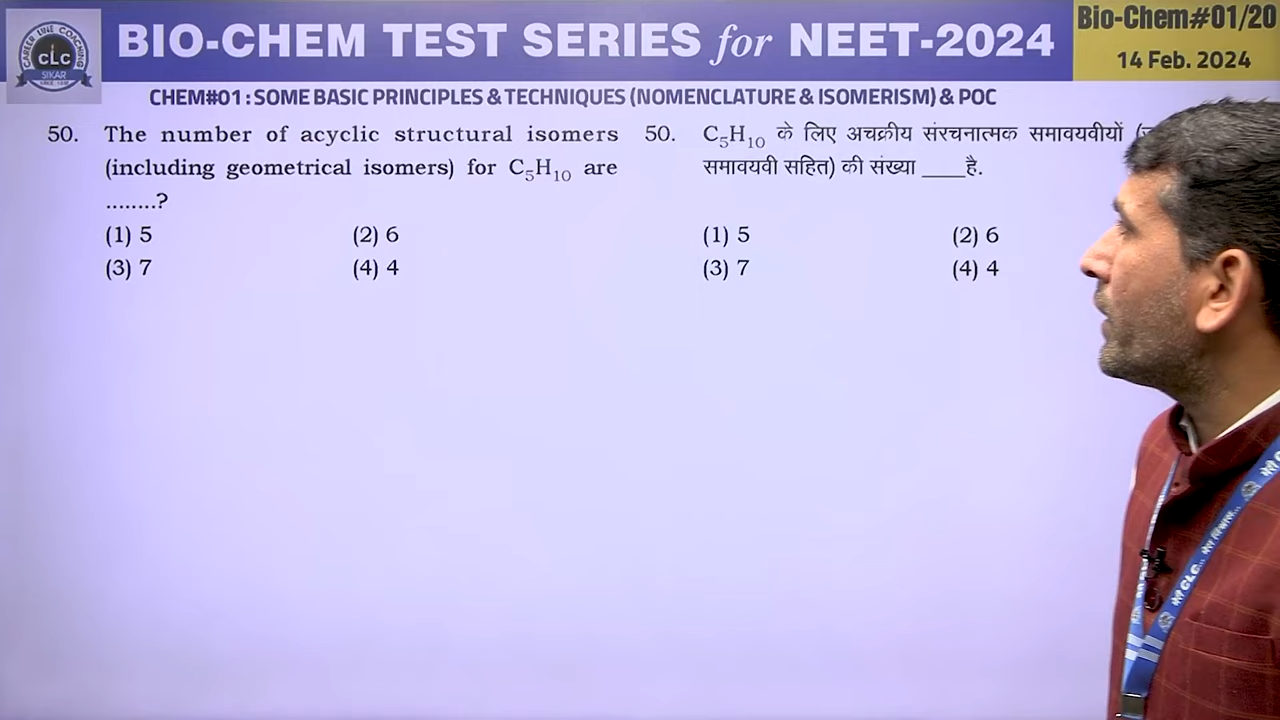 BIO-CHEM TEST SERIES for NEET-2024
Bio-Chem#01/20
14 Feb. 2024
CAREER LINE COACHING
CLC
SIKAR
CHEM#01 : SOME BASIC PRINCIPLES & TECHNIQUES (NOMENCLATURE & ISOMERISM) & POC
50. The number of acyclic structural isomers
(including geometrical isomers) for C₅H₁₀ are
........?
(1) 5 (2) 6
(3) 7 (4) 4
50. C₅H₁₀ के लिए अचक्रीय संरचनात्मक समावयवीयों
समावयवी सहित) की संख्या ____है.
(1) 5 (2) 6
(3) 7 (4) 4
CLC